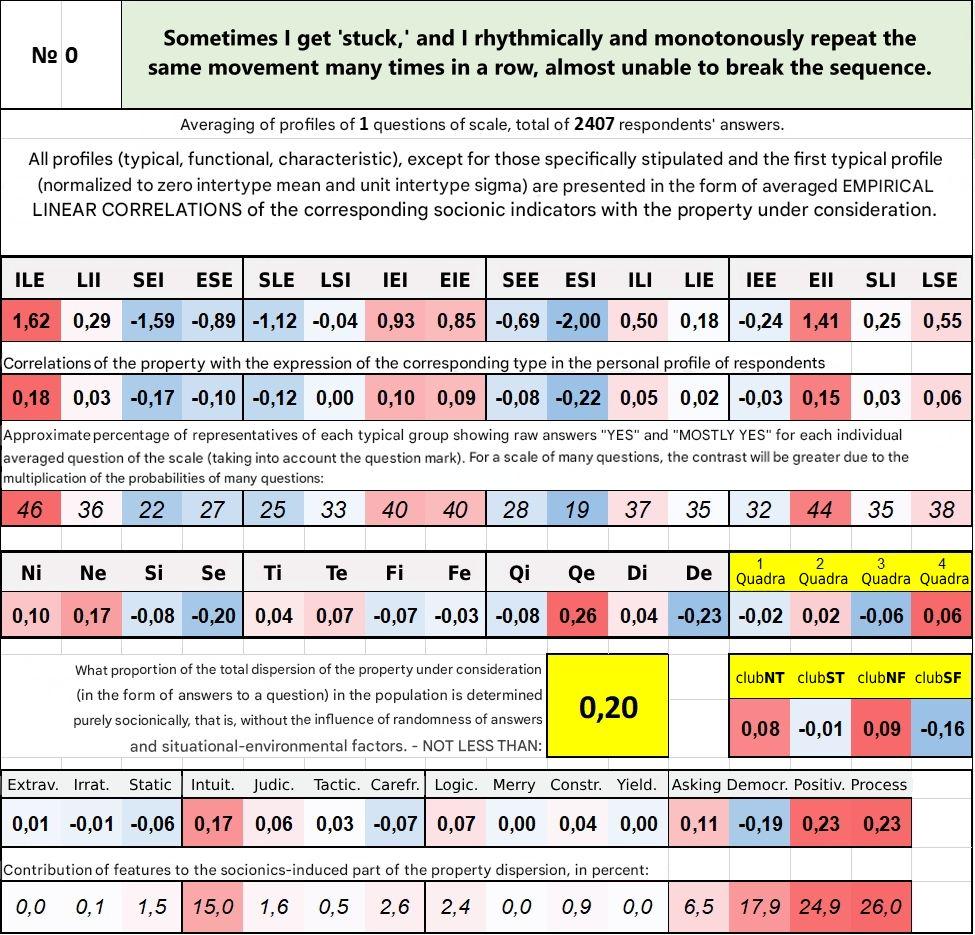 № 0
Sometimes I get 'stuck,' and I rhythmically and monotonously repeat the
same movement many times in a row, almost unable to break the sequence.
Averaging of profiles of 1 questions of scale, total of 2407 respondents' answers.
All profiles (typical, functional, characteristic), except for those specifically stipulated and the first typical profile
(normalized to zero intertype mean and unit intertype sigma) are presented in the form of averaged EMPIRICAL
LINEAR CORRELATIONS of the corresponding socionic indicators with the property under consideration.
ILE LII SEI ESE SLE LSI IEI EIE SEE ESI ILI LIE IEE EII SLI LSE
1,62 0,29 -1,59 -0,89 -1,12 -0,04 0,93 0,85 -0,69 -2,00 0,50 0,18 -0,24 1,41 0,25 0,55
Correlations of the property with the expression of the corresponding type in the personal profile of respondents
0,18 0,03 -0,17 -0,10 -0,12 0,00 0,10 0,09 -0,08 -0,22 0,05 0,02 -0,03 0,15 0,03 0,06
Approximate percentage of representatives of each typical group showing raw answers "YES" and "MOSTLY YES" for each individual
averaged question of the scale (taking into account the question mark). For a scale of many questions, the contrast will be greater due to the
multiplication of the probabilities of many questions:
46 36 22 27 25 33 40 40 28 19 37 35 32 44 35 38
Ni Ne Si Se Ti Te Fi Fe Qi Qe Di De 1 2 3 4
Quadra Quadra Quadra Quadra
0,10 0,17 -0,08 -0,20 0,04 0,07 -0,07 -0,03 -0,08 0,26 0,04 -0,23 -0,02 0,02 -0,06 0,06
What proportion of the total dispersion of the property under consideration
(in the form of answers to a question) in the population is determined
purely socionically, that is, without the influence of randomness of answers
and situational-environmental factors. - NOT LESS THAN:
0,20
clubNT clubST clubNF clubSF
0,08 -0,01 0,09 -0,16
Extrav. Irrat. Static Intuit. Judic. Tactic. Carefr. Logic. Merry Constr. Yield. Asking Democr. Positiv. Process
0,01 -0,01 -0,06 0,17 0,06 0,03 -0,07 0,07 0,00 0,04 0,00 0,11 -0,19 0,23 0,23
Contribution of features to the socionics-induced part of the property dispersion, in percent:
0,0 0,1 1,5 15,0 1,6 0,5 2,6 2,4 0,0 0,9 0,0 6,5 17,9 24,9 26,0